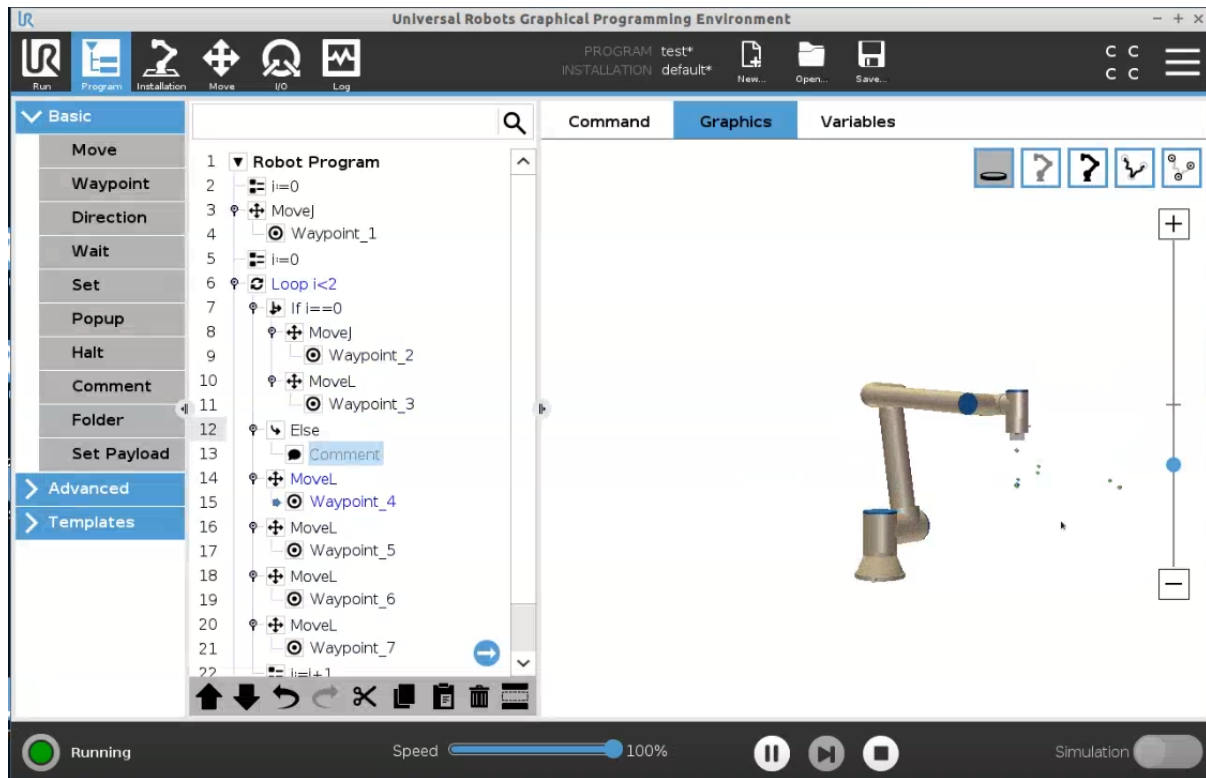 Universal Robots Graphical Programming Environment
UR
Run
Program
Installation
Move
I/O
Log
PROGRAM test*
INSTALLATION default*
New...
Open...
Save...
C C
C C
Basic
Move
Waypoint
Direction
Wait
Set
Popup
Halt
Comment
Folder
Set Payload
Advanced
Templates
1 Robot Program
2 i:=0
3 MoveJ
4 Waypoint_1
5 i:=0
6 Loop i<2
7 If i==0
8 MoveJ
9 Waypoint_2
10 MoveL
11 Waypoint_3
12 Else
13 Comment
14 MoveL
15 Waypoint_4
16 MoveL
17 Waypoint_5
18 MoveL
19 Waypoint_6
20 MoveL
21 Waypoint_7
22 i:=i+1
Command Graphics Variables
Running
Speed 100%
Simulation